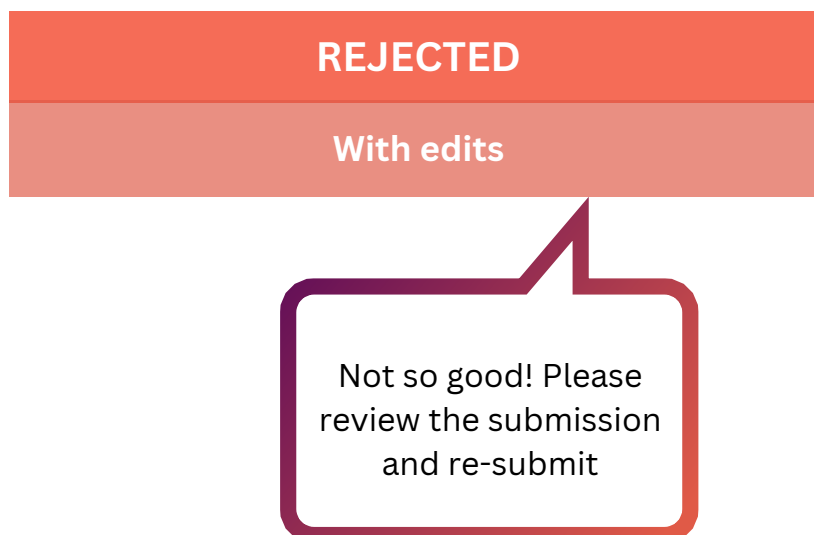 REJECTED
With edits
Not so good! Please
review the submission
and re-submit